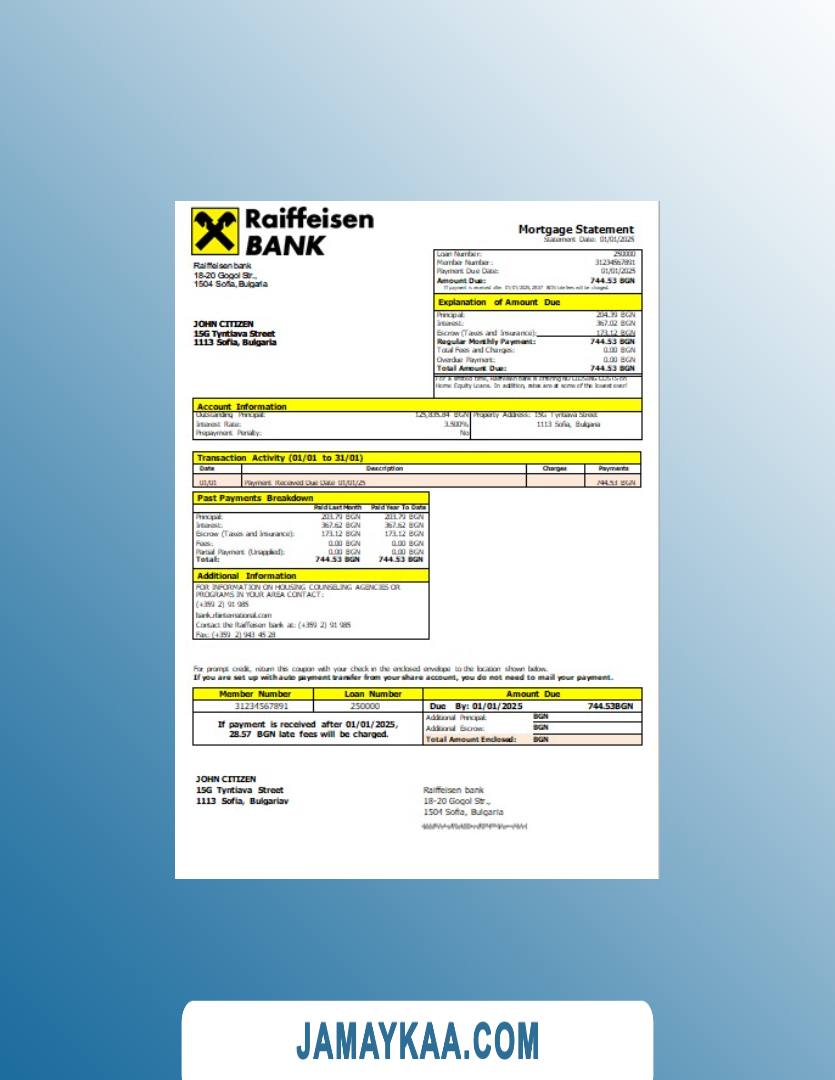 Raiffeisen
BANK
Mortgage Statement
Statement Date: 01/01/2025
Raiffeisen bank
18-20 Gogol Str.,
1504 Sofia, Bulgaria
Loan Number: 250000
Member Number: 31234567891
Payment Due Date: 01/01/2025
Amount Due: 744.53 BGN
If payment is received after 01/01/2025, 28.57 BGN late fees will be charged.
Explanation of Amount Due
Principal: 204.39 BGN
Interest: 367.02 BGN
Escrow (Taxes and Insurance): 173.12 BGN
Regular Monthly Payment: 744.53 BGN
Total Fees and Charges: 0.00 BGN
Overdue Payment: 0.00 BGN
Total Amount Due: 744.53 BGN
JOHN CITIZEN
15G Tyntiava Street
1113 Sofia, Bulgaria
For a limited time, Raiffeisen bank is offering NO CLOSING COSTS on
Home Equity Loans. In addition, rates are at some of the lowest ever!
Account Information
Outstanding Principal: 125,835.84 BGN Property Address: 15G Tyntiava Street
Interest Rate: 3.500% 1113 Sofia, Bulgaria
Prepayment Penalty: No
Transaction Activity (01/01 to 31/01)
Date Description Charges Payments
01/01 Payment Received Due Date 01/01/25 744.53 BGN
Past Payments Breakdown
Paid Last Month Paid Year To Date
Principal: 203.79 BGN 203.79 BGN
Interest: 367.62 BGN 367.62 BGN
Escrow (Taxes and Insurance): 173.12 BGN 173.12 BGN
Fees: 0.00 BGN 0.00 BGN
Partial Payment (Unapplied): 0.00 BGN 0.00 BGN
Total: 744.53 BGN 744.53 BGN
Additional Information
FOR INFORMATION ON HOUSING COUNSELING AGENCIES OR
PROGRAMS IN YOUR AREA CONTACT:
(+359 2) 91 985
bank.rbinternational.com
Contact the Raiffeisen bank at: (+359 2) 91 985
Fax: (+359 2) 943 45 28
For prompt credit, return this coupon with your check in the enclosed envelope to the location shown below.
If you are set up with auto payment transfer from your share account, you do not need to mail your payment.
Member Number Loan Number Amount Due
31234567891 250000 Due By: 01/01/2025 744.53BGN
If payment is received after 01/01/2025,
28.57 BGN late fees will be charged.
Additional Principal: BGN
Additional Escrow: BGN
Total Amount Enclosed: BGN
JOHN CITIZEN
15G Tyntiava Street
1113 Sofia, Bulgariav
Raiffeisen bank
18-20 Gogol Str.,
1504 Sofia, Bulgaria
JAMAYKAA.COM